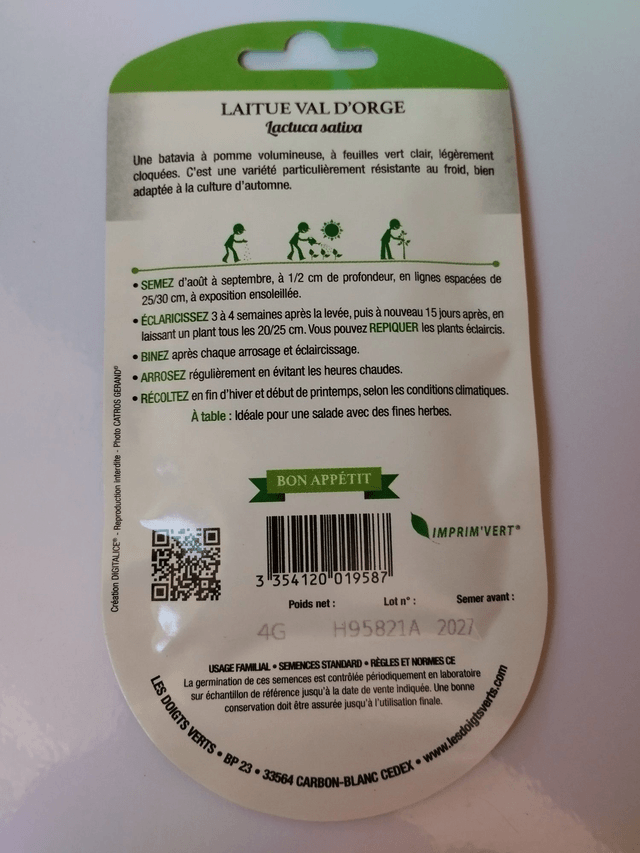 LAITUE VAL D'ORGE
Lactuca sativa
Une batavia à pomme volumineuse, à feuilles vert clair, légèrement
cloquées. C'est une variété particulièrement résistante au froid, bien
adaptée à la culture d'automne.
• SEMEZ d'août à septembre, à 1/2 cm de profondeur, en lignes espacées de
25/30 cm, à exposition ensoleillée.
• ÉCLARICISSEZ 3 à 4 semaines après la levée, puis à nouveau 15 jours après, en
laissant un plant tous les 20/25 cm. Vous pouvez REPIQUER les plants éclaircis.
• BINEZ après chaque arrosage et éclaircissage.
• ARROSEZ régulièrement en évitant les heures chaudes.
• RÉCOLTEZ en fin d'hiver et début de printemps, selon les conditions climatiques.
À table : Idéale pour une salade avec des fines herbes.
Création DIGITALICE® - Reproduction interdite - Photo CATROS GERAND®
BON APPÉTIT
IMPRIM'VERT®
3 354120 019587
Poids net : Lot n° : Semer avant :
4G H95821A 2027
USAGE FAMILIAL • SEMENCES STANDARD • RÈGLES ET NORMES CE
La germination de ces semences est contrôlée périodiquement en laboratoire
sur échantillon de référence jusqu'à la date de vente indiquée. Une bonne
conservation doit être assurée jusqu'à l'utilisation finale.
LES DOIGTS VERTS • BP 23 • 33564 CARBON-BLANC CEDEX • www.lesdoigtsverts.com